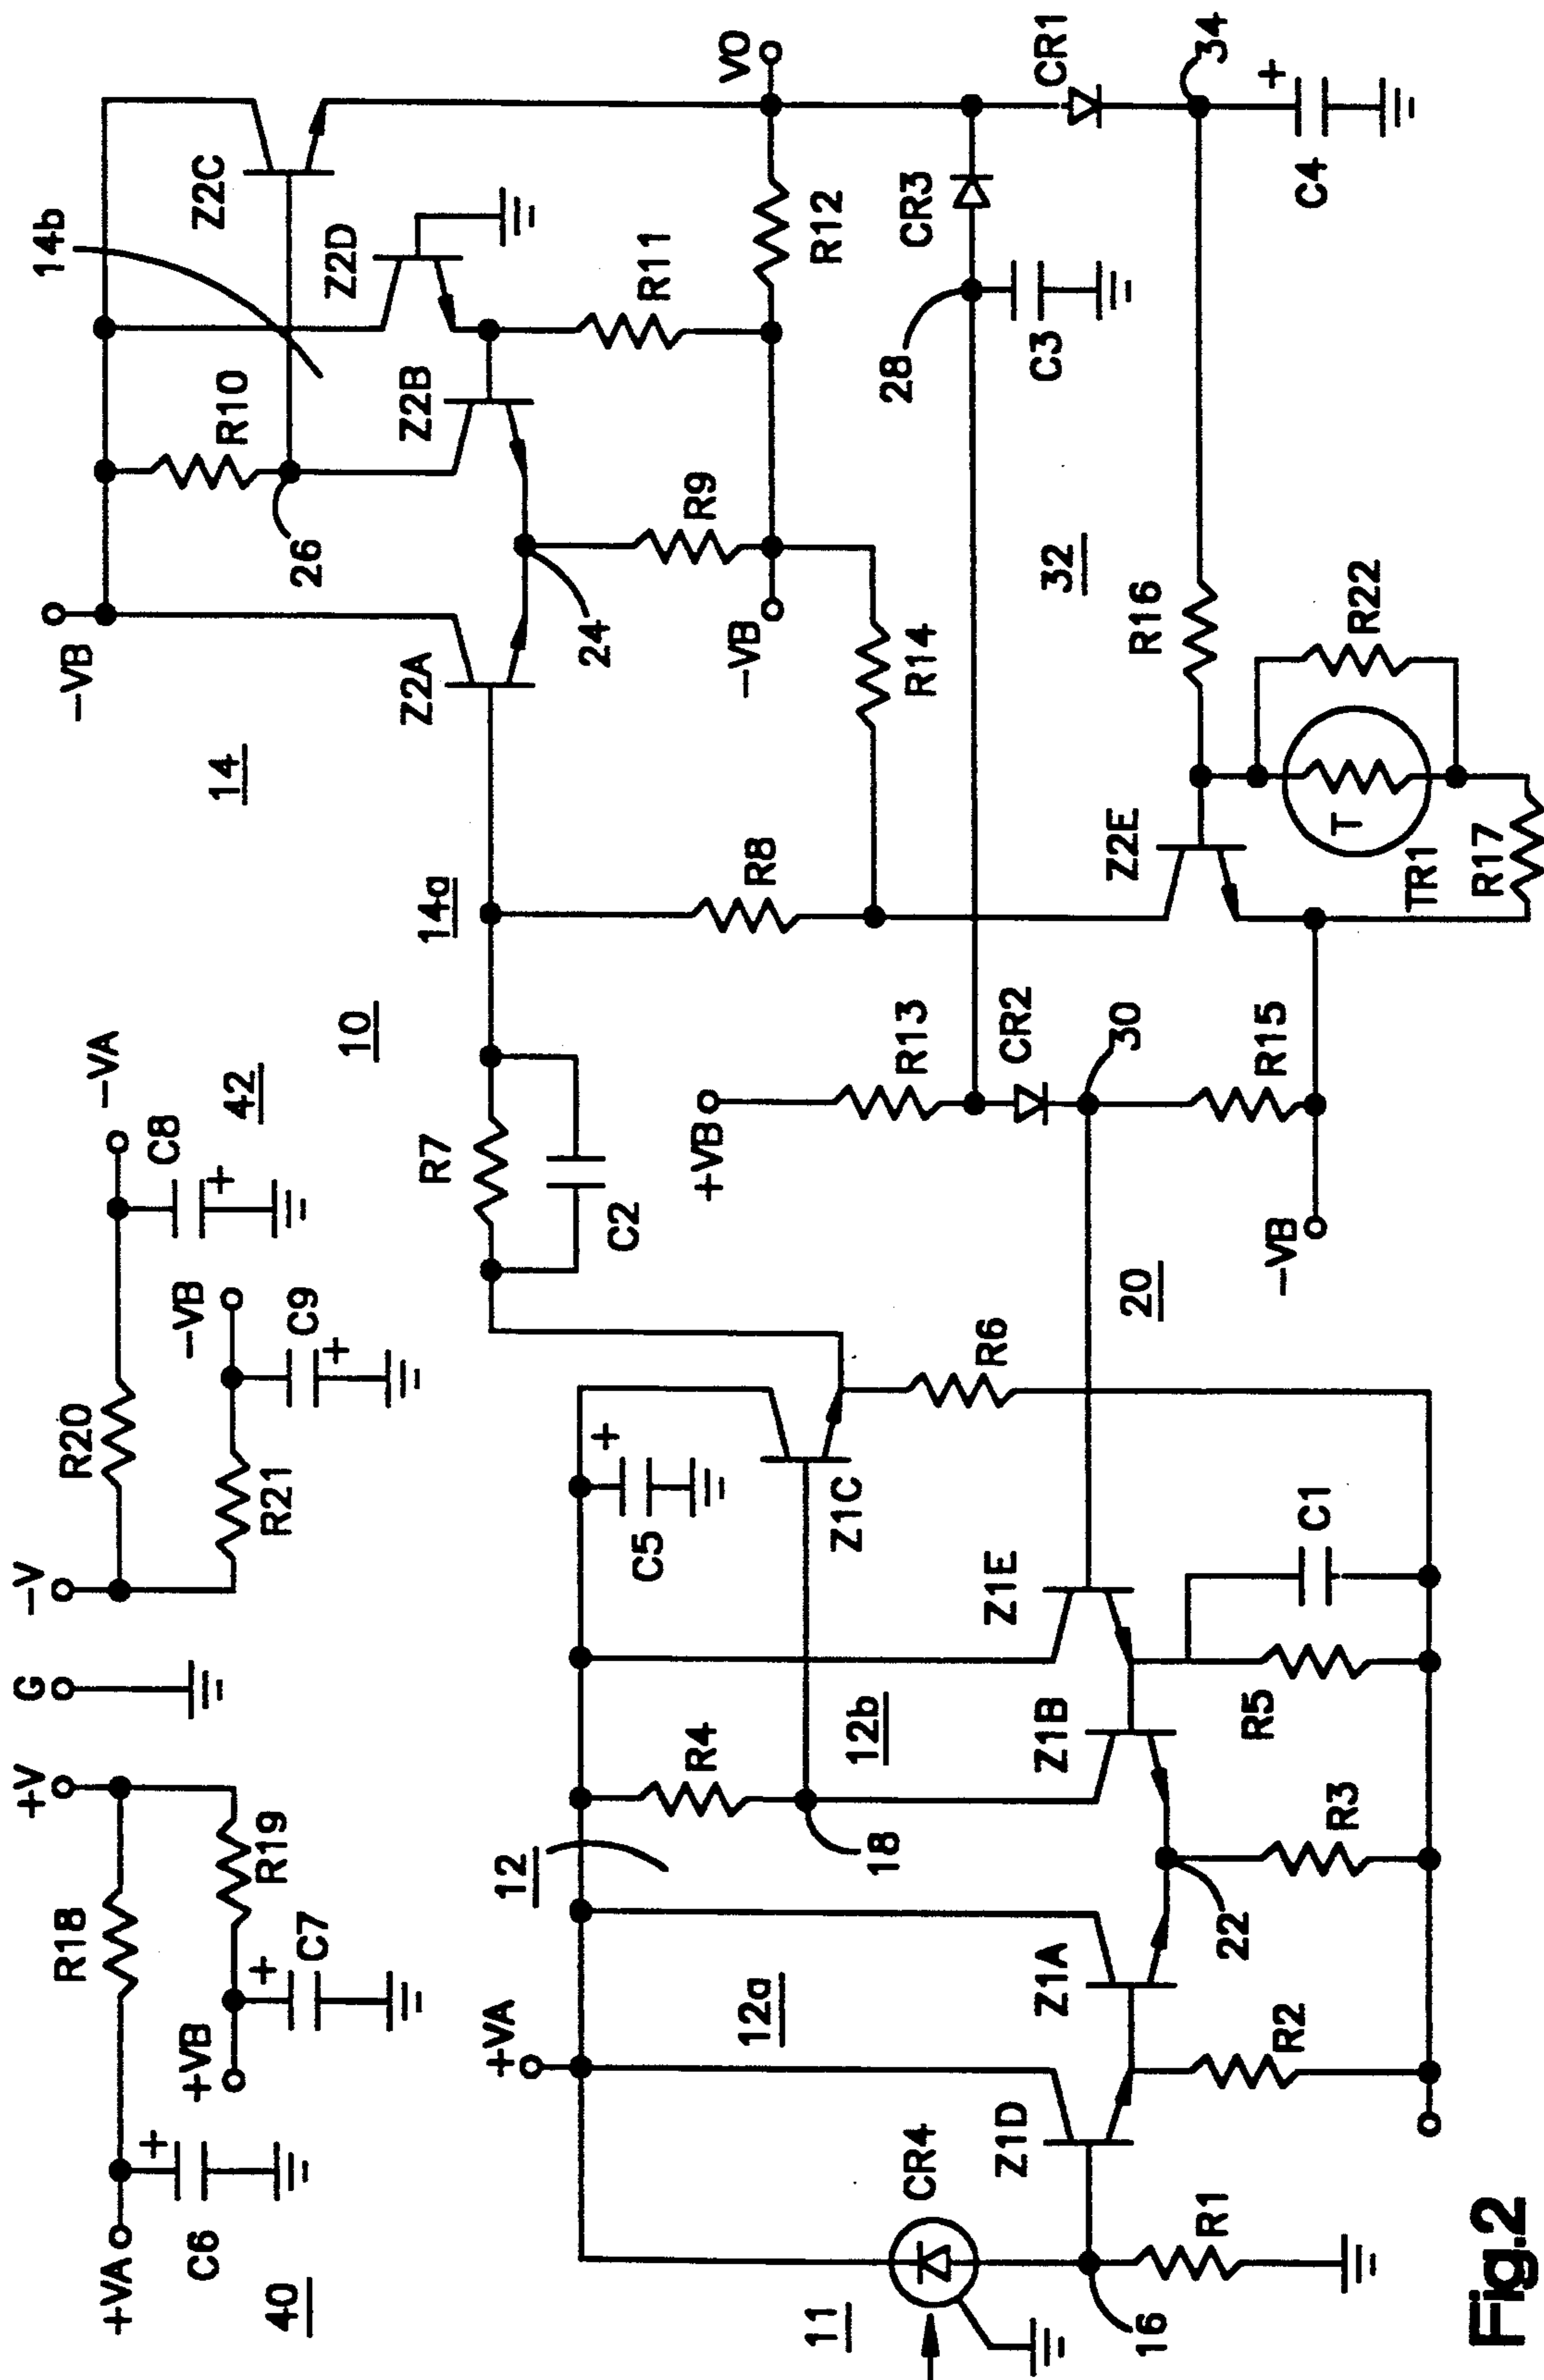 +V
G
−V
R18
R20
−VA
+VA
C6
C8
+VB
R19
−VB
C7
R21
C9
40
42
−VB
14b
Z2C
R10
14
26
Z2D
10
Z2A
Z2B
VO
14a
24
R9
R11
+VA
12
R4
C5
R7
C2
R8
−VB
R12
12a
12b
18
Z1C
+VB
R13
R14
28
CR3
11
CR4
Z1D
Z1A
Z1B
Z1E
R6
CR2
32
C3
CR1
16
R1
R2
22
R3
R5
C1
20
30
R15
Z2E
R16
34
C4
−VB
T
TR1
R22
R17
Fig.2